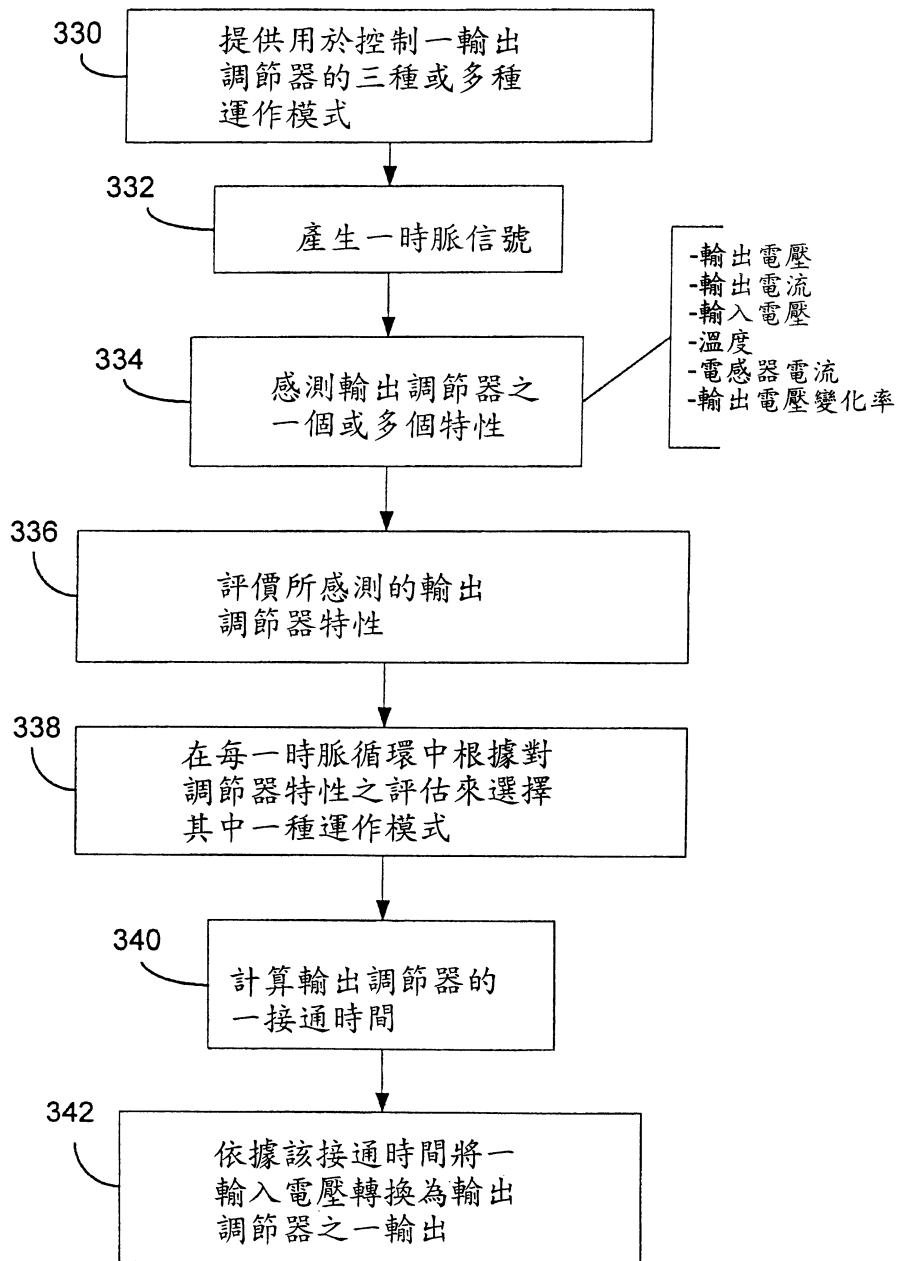 330
提供用於控制一輸出
調節器的三種或多種
運作模式
332
產生一時脈信號
334
感測輸出調節器之
一個或多個特性
-輸出電壓
-輸出電流
-輸入電壓
-溫度
-電感器電流
-輸出電壓變化率
336
評價所感測的輸出
調節器特性
338
在每一時脈循環中根據對
調節器特性之評估來選擇
其中一種運作模式
340
計算輸出調節器的
一接通時間
342
依據該接通時間將一
輸入電壓轉換為輸出
調節器之一輸出